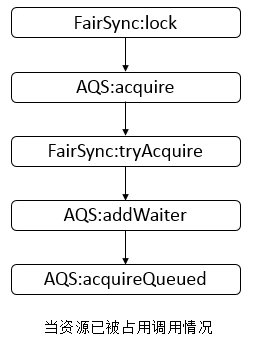 FairSync:lock
AQS:acquire
FairSync:tryAcquire
AQS:addWaiter
AQS:acquireQueued
当资源已被占用调用情况